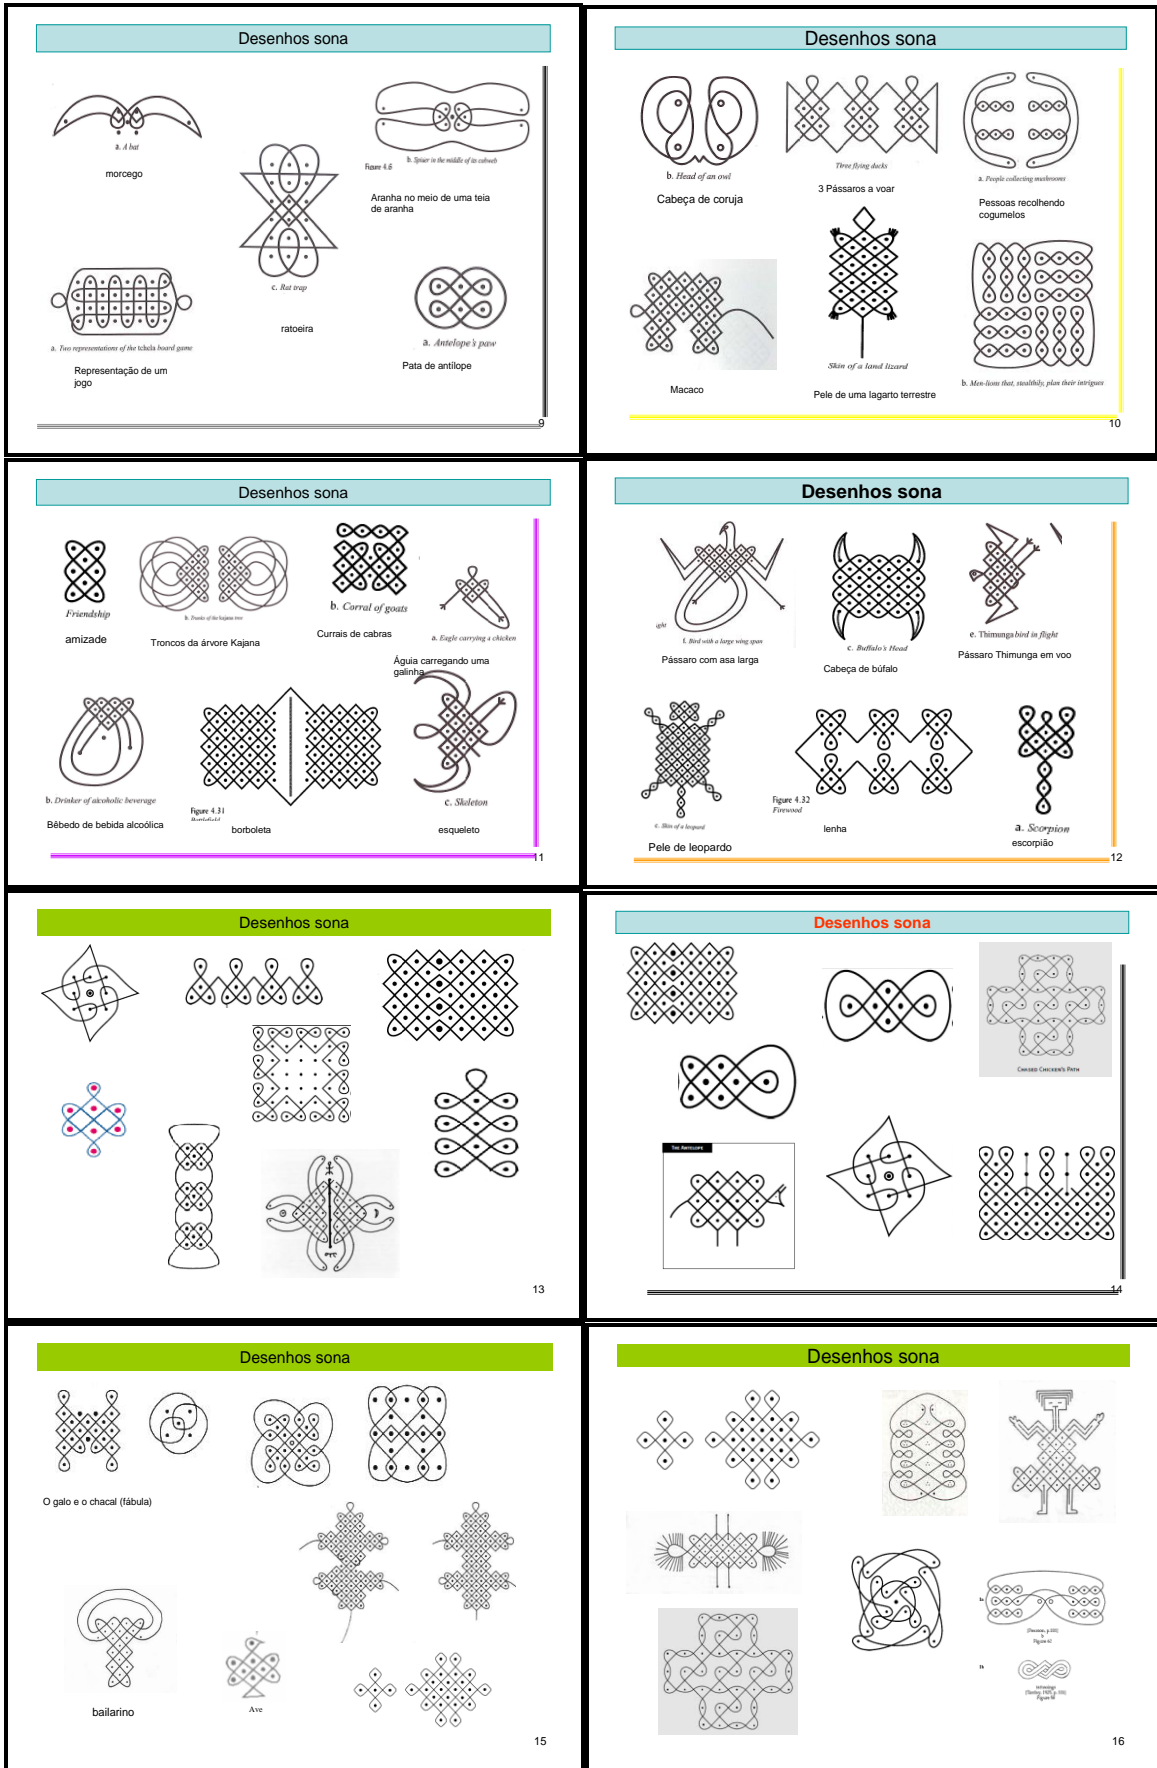 Desenhos sona
a. A bat
morcego
b. Spider in the middle of its cobweb
Figure 4.6
Aranha no meio de uma teia
de aranha
c. Rat trap
ratoeira
a. Two representations of the tchela board game
Representação de um
jogo
a. Antelope's paw
Pata de antílope
9
Desenhos sona
b. Head of an owl
Cabeça de coruja
Three flying ducks
3 Pássaros a voar
a. People collecting mushrooms
Pessoas recolhendo
cogumelos
Macaco
Skin of a land lizard
Pele de uma lagarto terrestre
b. Men-lions that, stealthily, plan their intrigues
10
Desenhos sona
Friendship
amizade
b. Trunks of the kajana tree
Troncos da árvore Kajana
b. Corral of goats
Currais de cabras
a. Eagle carrying a chicken
Águia carregando uma
galinha
b. Drinker of alcoholic beverage
Bêbedo de bebida alcoólica
Figure 4.31
borboleta
c. Skeleton
esqueleto
11
Desenhos sona
ight
f. Bird with a large wing span
Pássaro com asa larga
c. Buffalo's Head
Cabeça de búfalo
e. Thimunga bird in flight
Pássaro Thimunga em voo
c. Skin of a leopard
Pele de leopardo
Figure 4.32
Firewood
lenha
a. Scorpion
escorpião
12
Desenhos sona
13
Desenhos sona
CHASED CHICKEN'S PATH
THE ANTELOPE
14
Desenhos sona
O galo e o chacal (fábula)
bailarino
Ave
15
Desenhos sona
Figure 47
16